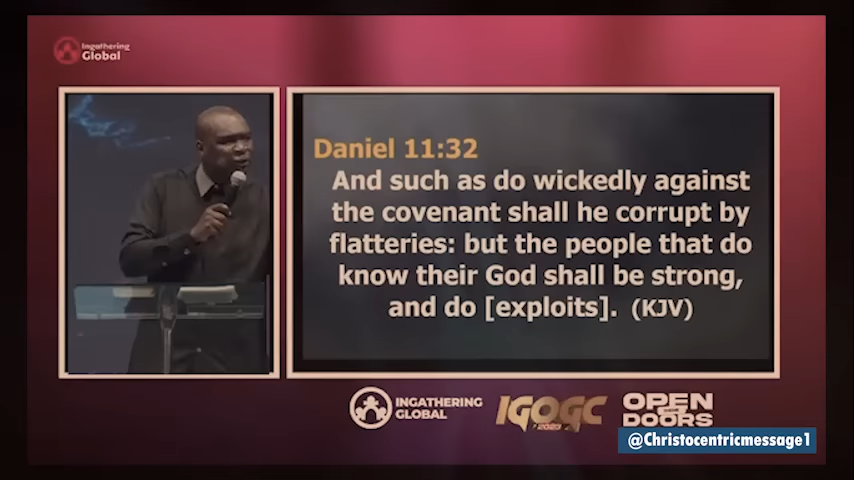 Ingathering
Global
Daniel 11:32
And such as do wickedly against
the covenant shall he corrupt by
flatteries: but the people that do
know their God shall be strong,
and do [exploits]. (KJV)
INGATHERING
GLOBAL
IGOGC
2023
OPEN
DOORS
@Christocentricmessage1